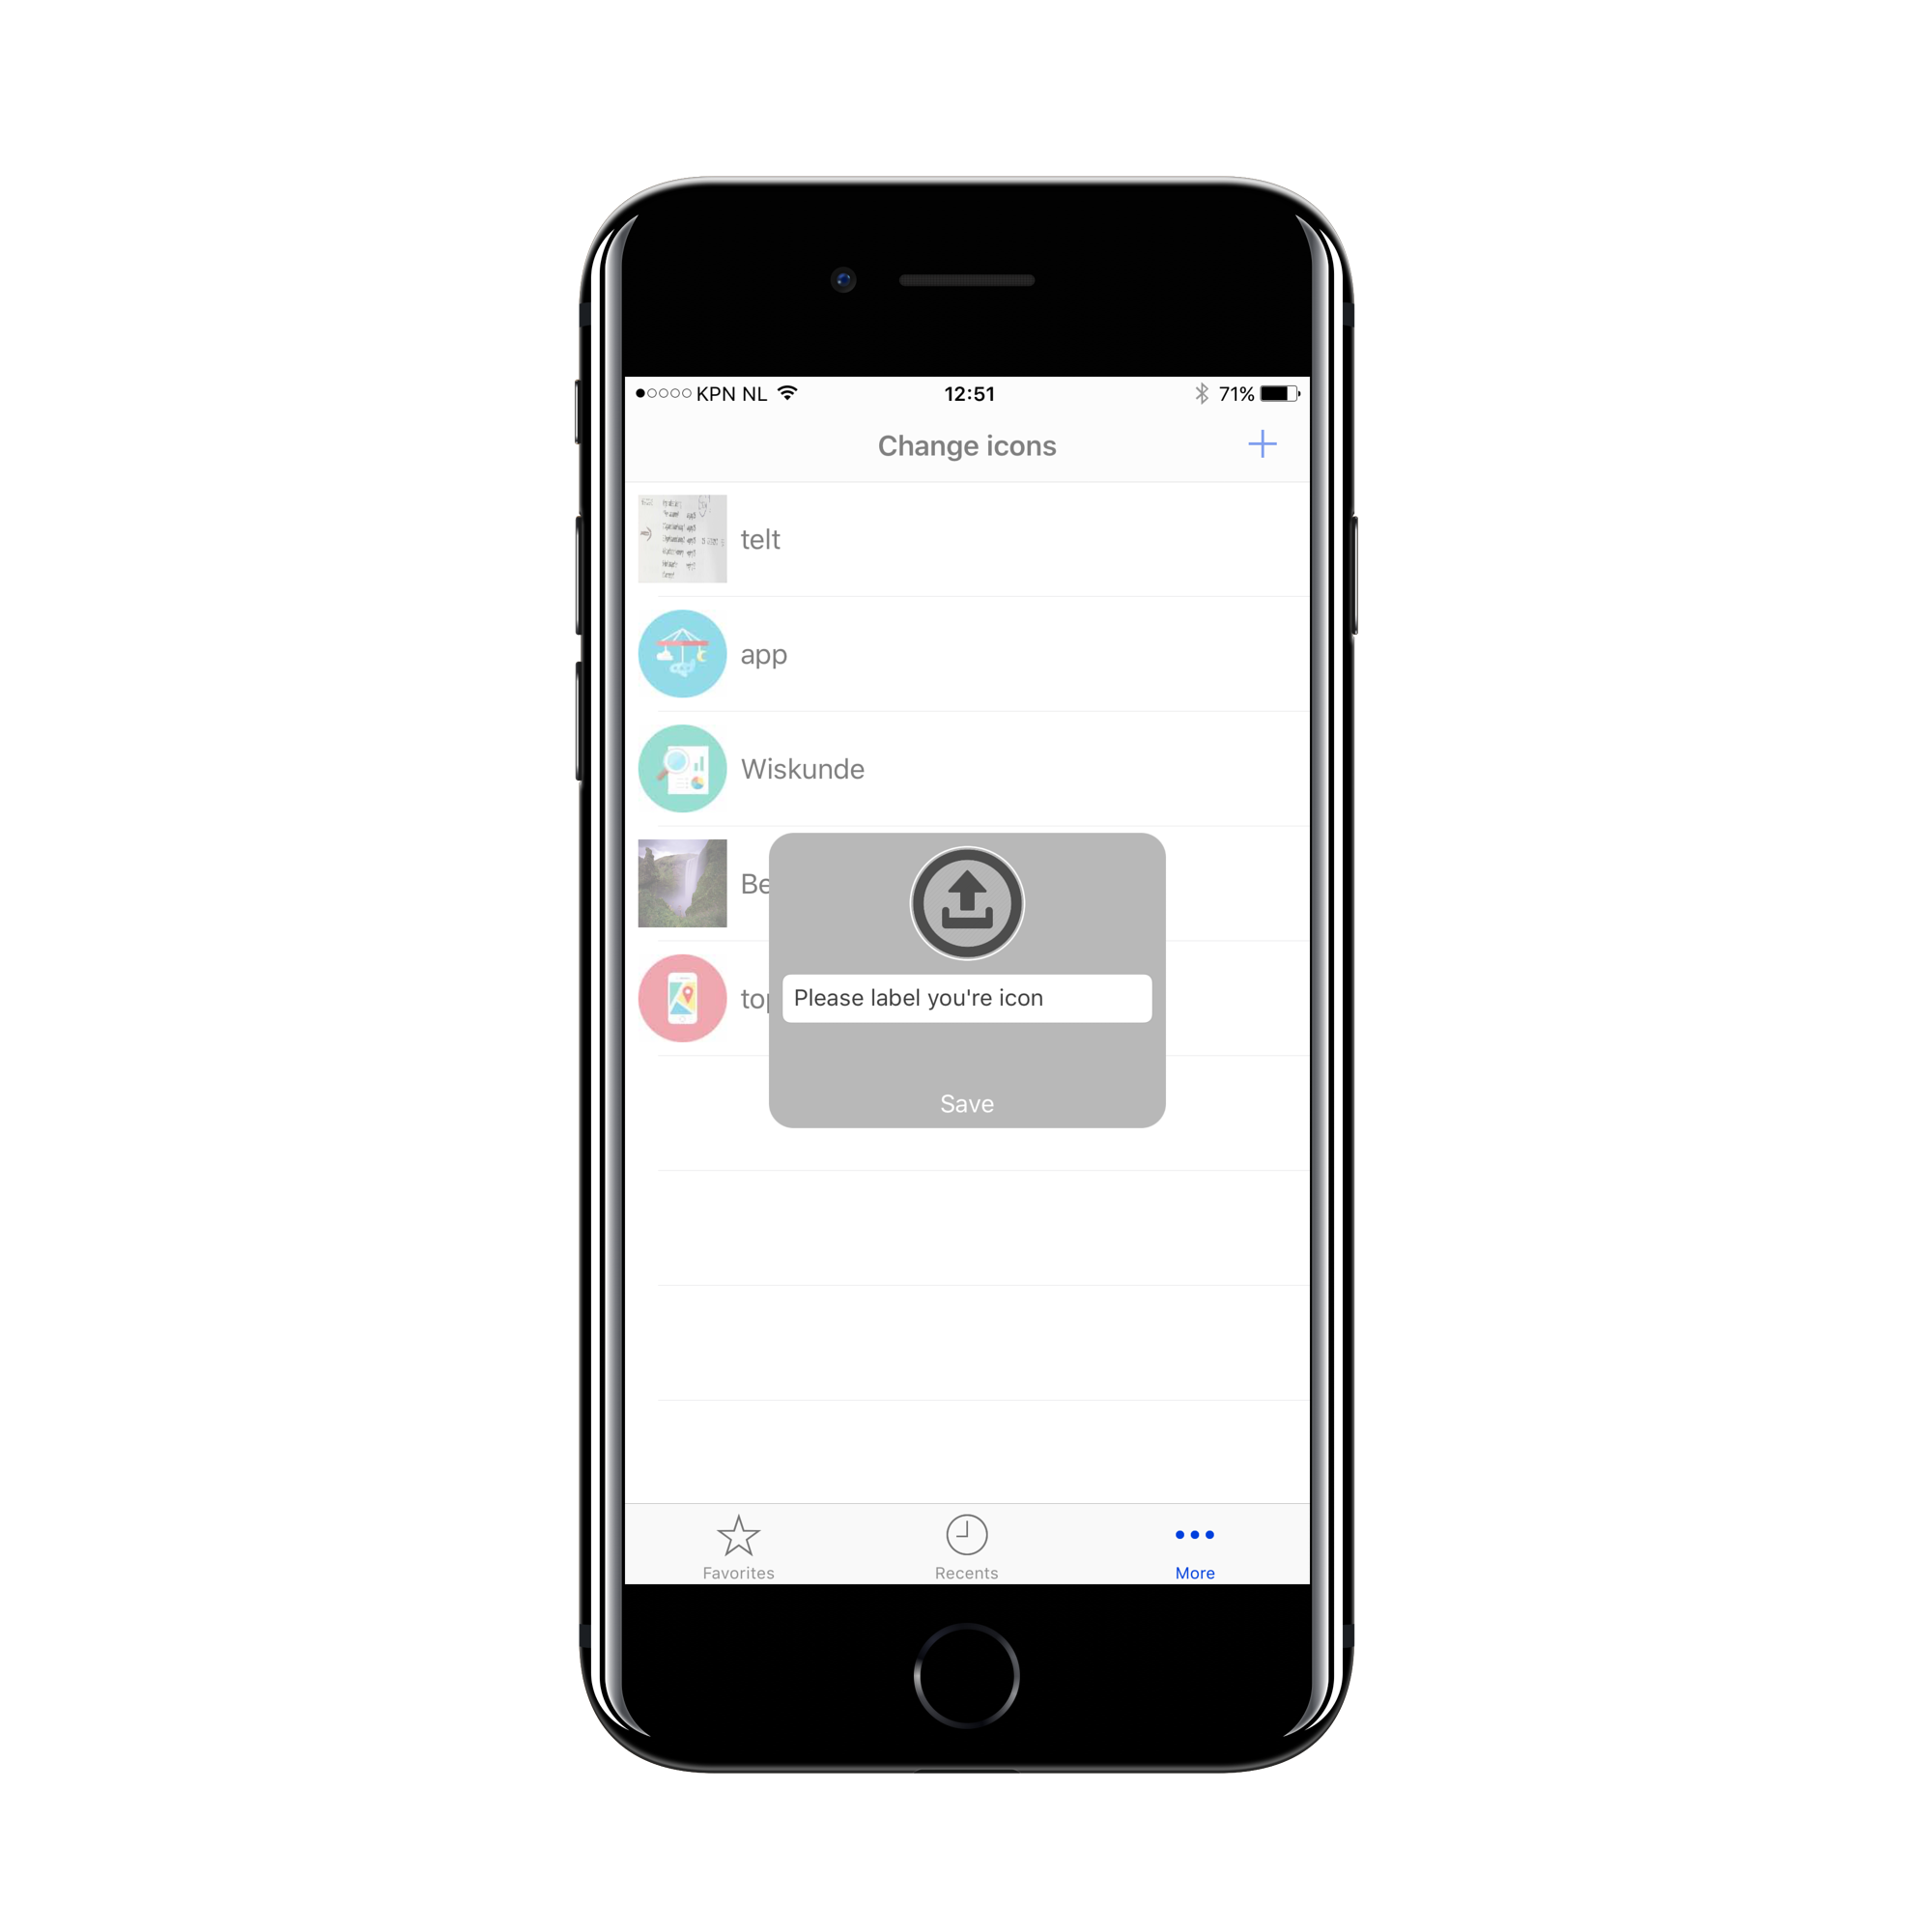 KPN NL 12:51 71%
Change icons
telt
app
Wiskunde
Be
Please label you're icon
Save
Favorites Recents More